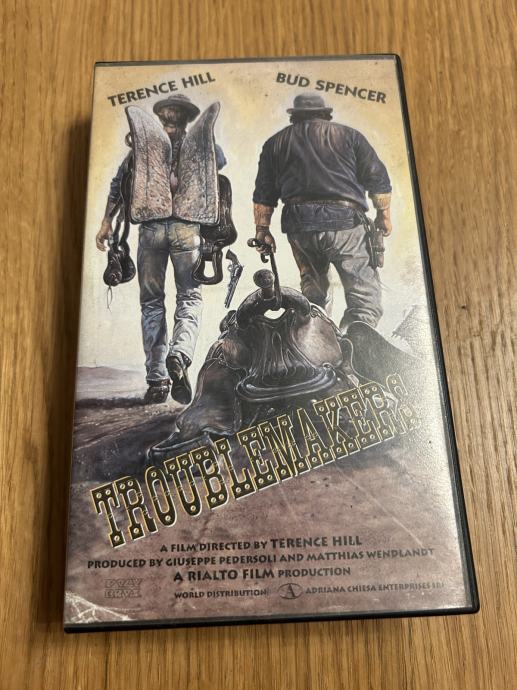 TERENCE HILL
BUD SPENCER
TROUBLEMAKERS
A FILM DIRECTED BY TERENCE HILL
PRODUCED BY GIUSEPPE PEDERSOLI AND MATTHIAS WENDLANDT
A RIALTO FILM PRODUCTION
WORLD DISTRIBUTION A ADRIANA CHIESA ENTERPRISES SRL